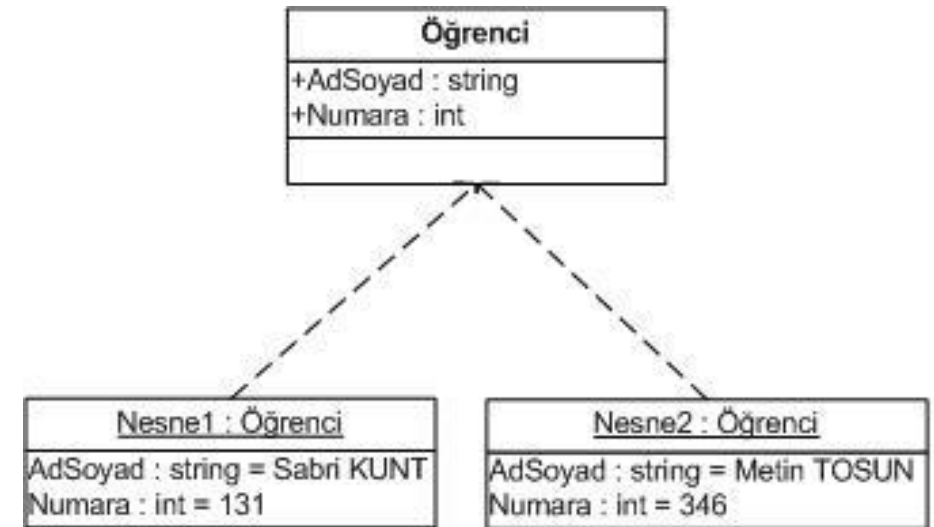 Öğrenci
+AdSoyad : string
+Numara : int
Nesne1 : Öğrenci
AdSoyad : string = Sabri KUNT
Numara : int = 131
Nesne2 : Öğrenci
AdSoyad : string = Metin TOSUN
Numara : int = 346